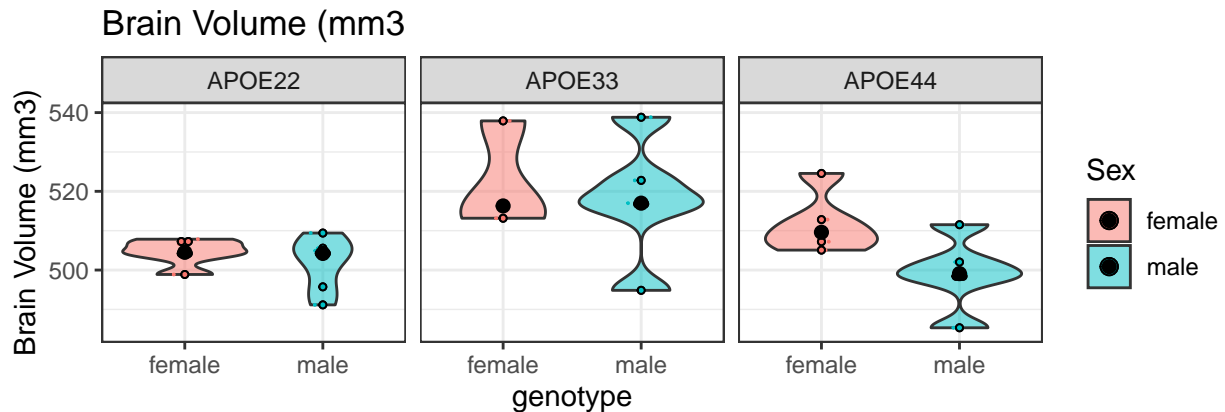 Brain Volume (mm3
APOE22 APOE33 APOE44
Brain Volume (mm3)
540
520
500
female male female male female male
genotype
Sex
female
male